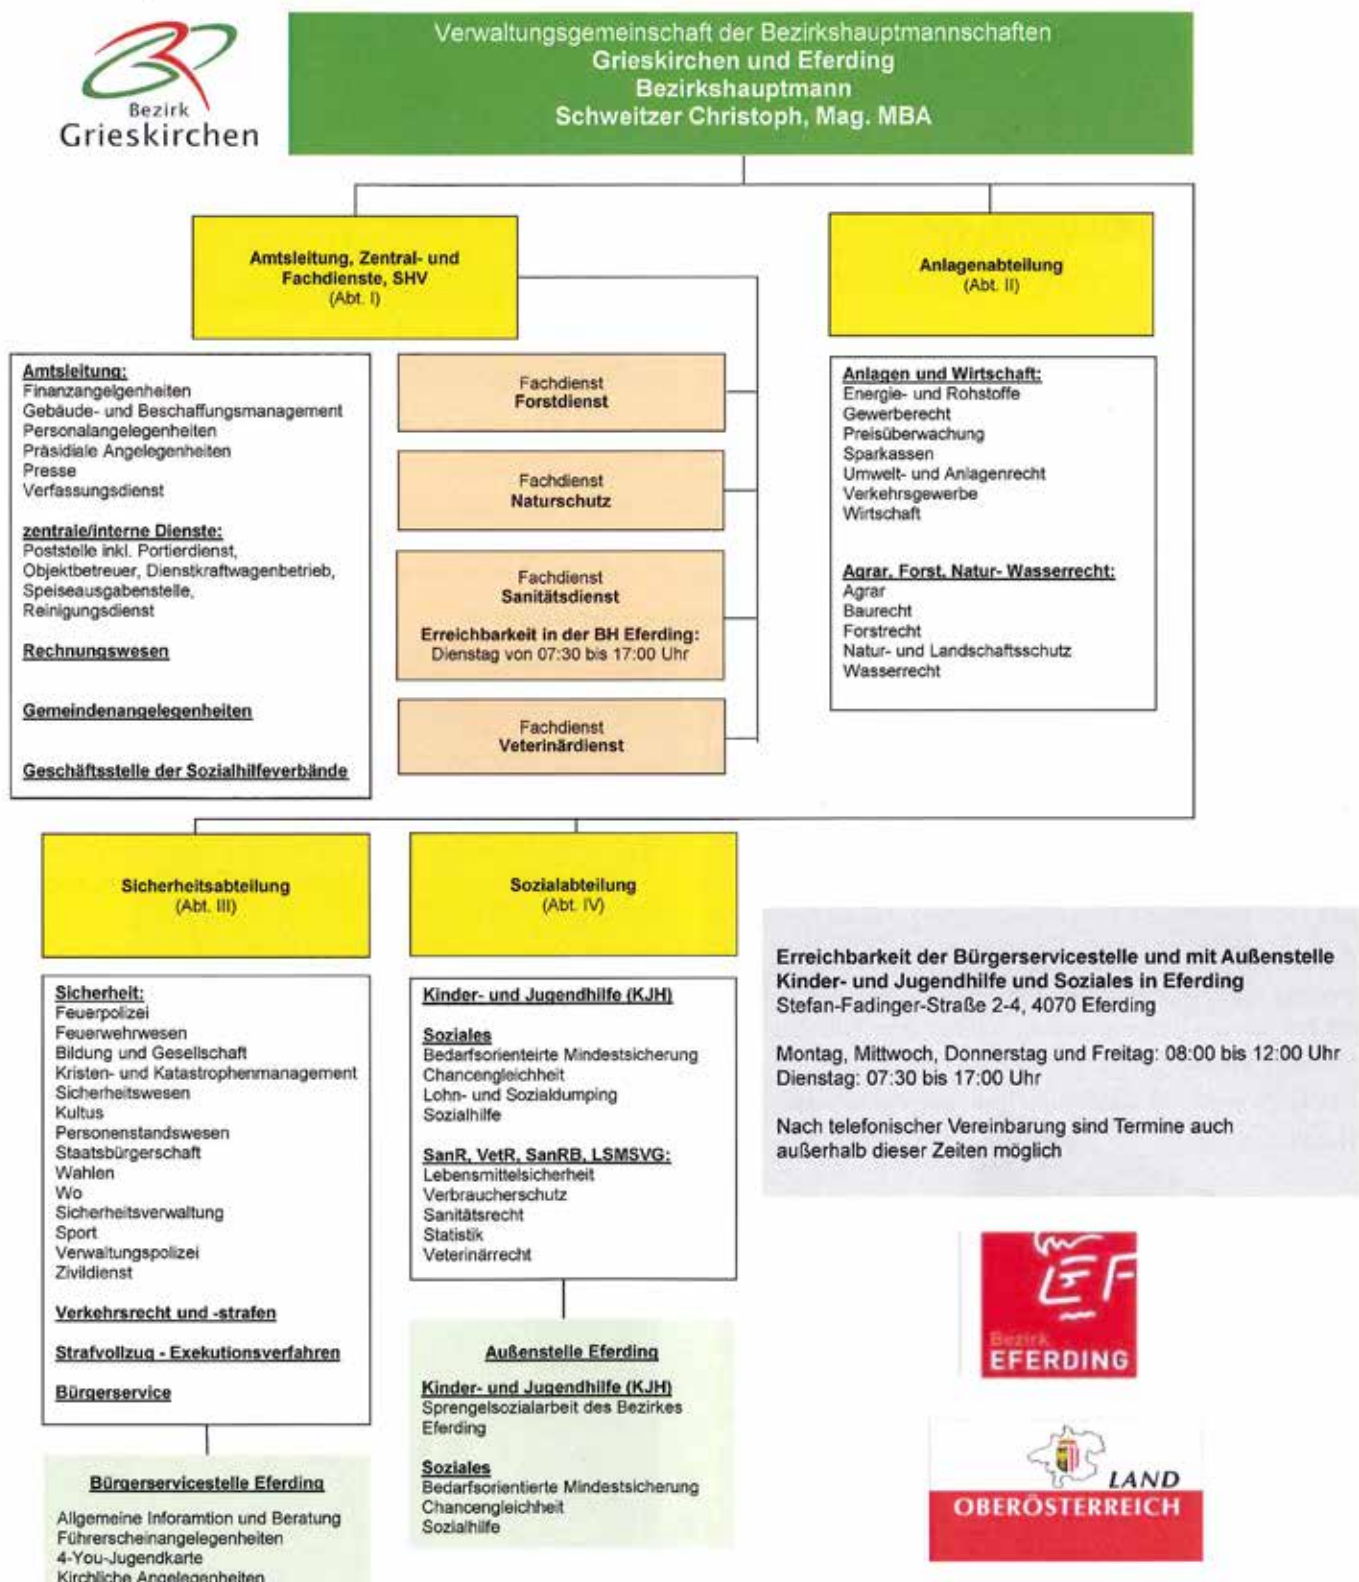 Bezirk
Grieskirchen
Verwaltungsgemeinschaft der Bezirkshauptmannschaften
Grieskirchen und Eferding
Bezirkshauptmann
Schweitzer Christoph, Mag. MBA
Amtsleitung, Zentral- und
Fachdienste, SHV
(Abt. I)
Anlagenabteilung
(Abt. II)
Amtsleitung:
Finanzangelgenheiten
Gebäude- und Beschaffungsmanagement
Personalangelegenheiten
Präsidiale Angelegenheiten
Presse
Verfassungsdienst
zentrale/interne Dienste:
Poststelle inkl. Portierdienst,
Objektbetreuer, Dienstkraftwagenbetrieb,
Speiseausgabenstelle,
Reinigungsdienst
Rechnungswesen
Gemeindenangelegenheiten
Geschäftsstelle der Sozialhilfeverbände
Fachdienst
Forstdienst
Fachdienst
Naturschutz
Fachdienst
Sanitätsdienst
Erreichbarkeit in der BH Eferding:
Dienstag von 07:30 bis 17:00 Uhr
Fachdienst
Veterinärdienst
Anlagen und Wirtschaft:
Energie- und Rohstoffe
Gewerberecht
Preisüberwachung
Sparkassen
Umwelt- und Anlagenrecht
Verkehrsgewerbe
Wirtschaft
Agrar, Forst, Natur- Wasserrecht:
Agrar
Baurecht
Forstrecht
Natur- und Landschaftsschutz
Wasserrecht
Sicherheitsabteilung
(Abt. III)
Sozialabteilung
(Abt. IV)
Sicherheit:
Feuerpolizei
Feuerwehrwesen
Bildung und Gesellschaft
Kristen- und Katastrophenmanagement
Sicherheitswesen
Kultus
Personenstandswesen
Staatsbürgerschaft
Wahlen
Wo
Sicherheitsverwaltung
Sport
Verwaltungspolizei
Zivildienst
Verkehrsrecht und -strafen
Strafvollzug - Exekutionsverfahren
Bürgerservice
Bürgerservicestelle Eferding
Allgemeine Inforamtion und Beratung
Führerscheinangelegenheiten
4-You-Jugendkarte
Kirchliche Angelegenheiten
Kinder- und Jugendhilfe (KJH)
Soziales
Bedarfsorienteirte Mindestsicherung
Chancengleichheit
Lohn- und Sozialdumping
Sozialhilfe
SanR, VetR, SanRB, LSMSVG:
Lebensmittelsicherheit
Verbraucherschutz
Sanitätsrecht
Statistik
Veterinärrecht
Außenstelle Eferding
Kinder- und Jugendhilfe (KJH)
Sprengelsozialarbeit des Bezirkes
Eferding
Soziales
Bedarfsorientierte Mindestsicherung
Chancengleichheit
Sozialhilfe
Erreichbarkeit der Bürgerservicestelle und mit Außenstelle
Kinder- und Jugendhilfe und Soziales in Eferding
Stefan-Fadinger-Straße 2-4, 4070 Eferding
Montag, Mittwoch, Donnerstag und Freitag: 08:00 bis 12:00 Uhr
Dienstag: 07:30 bis 17:00 Uhr
Nach telefonischer Vereinbarung sind Termine auch
außerhalb dieser Zeiten möglich
EF
Bezirk
EFERDING
LAND
OBERÖSTERREICH